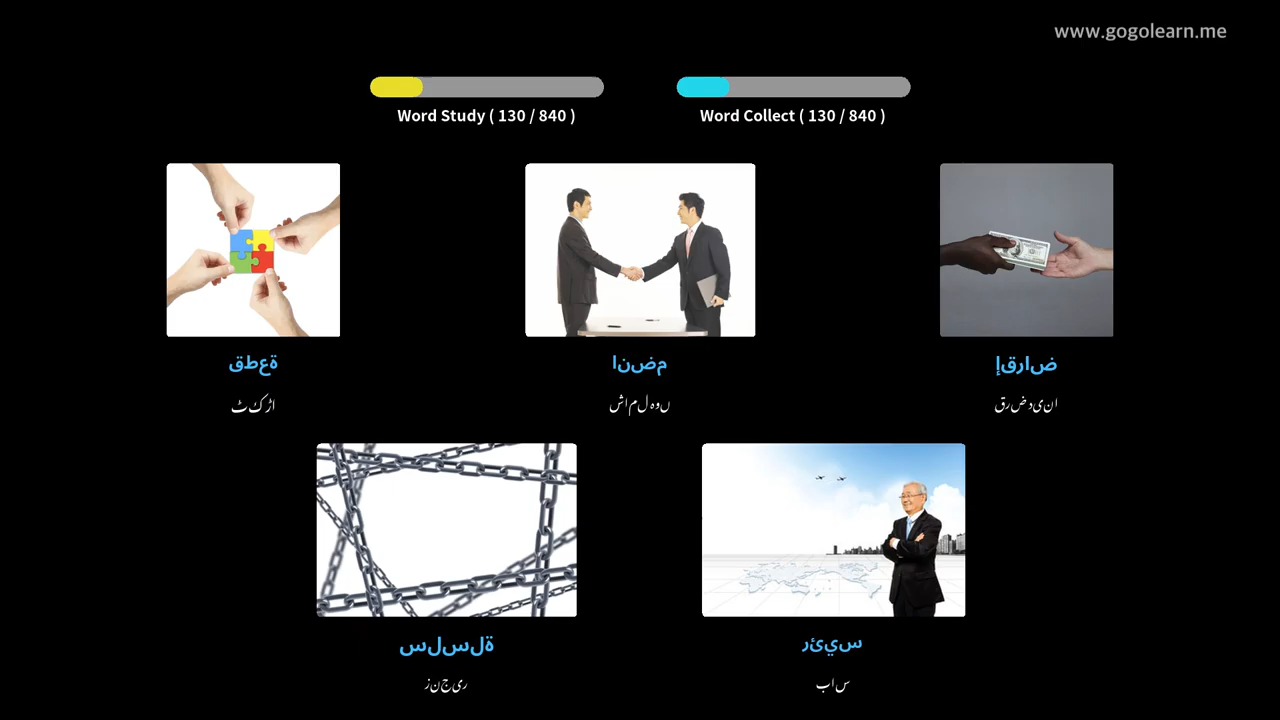 www.gogolearn.me
Word Study ( 130 / 840 )
Word Collect ( 130 / 840 )
قطعة
انضم
إقراض
ٹکڑا
شامل ہوں
قرض دینا
سلسلة
رئيس
زنجیر
باس